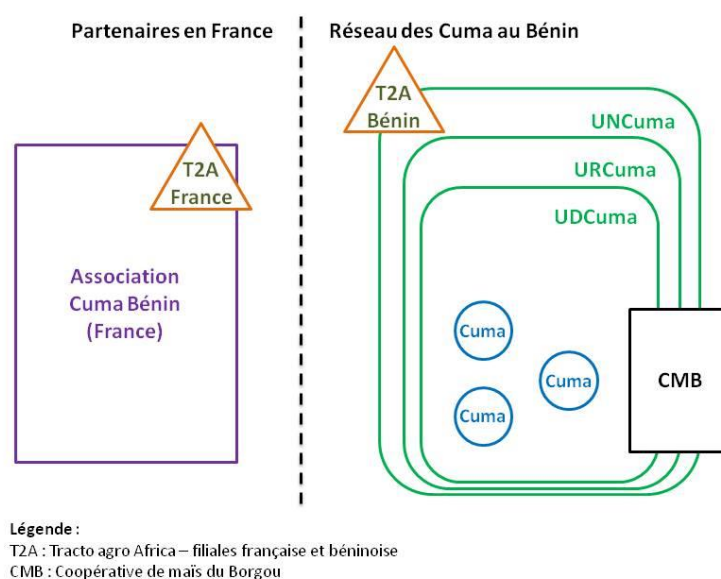 Partenaires en France
Réseau des Cuma au Bénin
T2A
Bénin
UNCuma
URCuma
UDCuma
T2A
France
Association
Cuma Bénin
(France)
Cuma
Cuma
Cuma
CMB
Légende :
T2A : Tracto agro Africa – filiales française et béninoise
CMB : Coopérative de maïs du Borgou